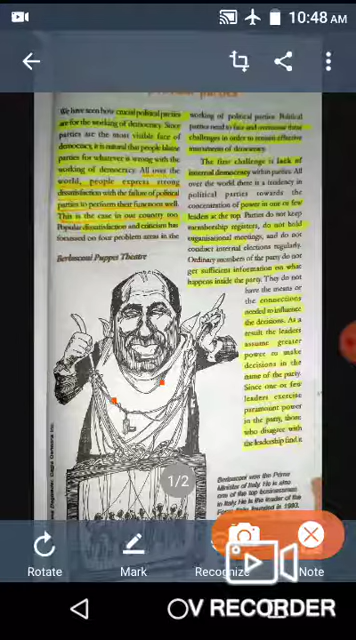 10:48 AM
We have seen how crucial political parties
are for the working of democracy. Since
parties are the most visible face of
democracy, it is natural that people blame
parties for whatever is wrong with the
working of democracy. All over the
world, people express strong
dissatisfaction with the failure of political
parties to perform their functions well.
This is the case in our country too.
Popular dissatisfaction and criticism has
focussed on four problem areas in the
Berlusconi Puppet Theatre
working of political parties. Political
parties need to face and overcome these
challenges in order to remain effective
instruments of democracy.
The first challenge is lack of
internal democracy within parties. All
over the world there is a tendency in
political parties towards the
concentration of power in one or few
leaders at the top. Parties do not keep
membership registers, do not hold
organisational meetings, and do not
conduct internal elections regularly.
Ordinary members of the party do not
get sufficient information on what
happens inside the party. They do not
have the means or
the connections
needed to influence
the decisions. As a
result the leaders
assume greater
power to make
decisions in the
name of the party.
Since one or few
leaders exercise
paramount power
in the party, those
who disagree with
the leadership find it
Berlusconi was the Prime
Minister of Italy. He is also
one of the top businessmen
in Italy. He is the leader of the
founded in 1993.
1/2
Rotate
Mark
Note
V RECORDER